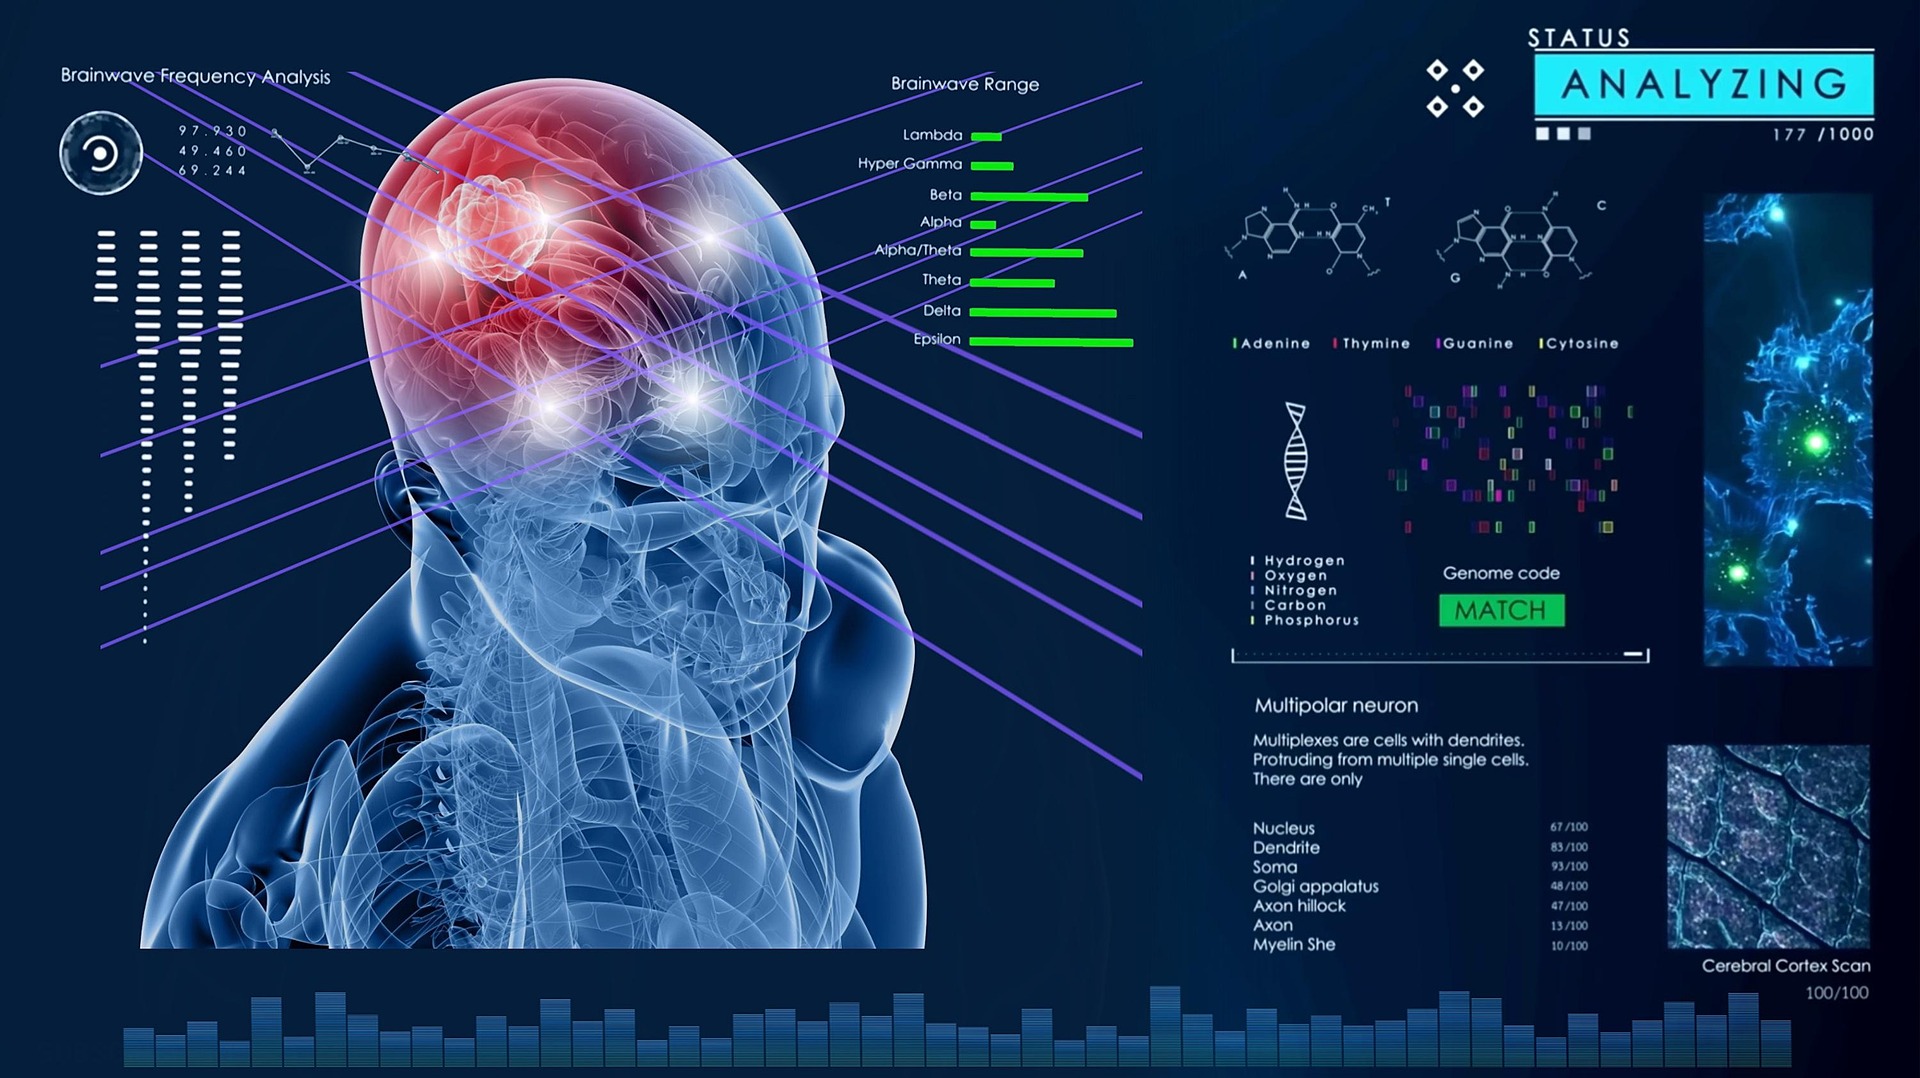 STATUS
ANALYZING
177 /1000
Brainwave Frequency Analysis
97.930
49.460
69.244
Brainwave Range
Lambda
Hyper Gamma
Beta
Alpha
Alpha/Theta
Theta
Delta
Epsilon
T
A
C
G
Adenine Thymine Guanine Cytosine
Hydrogen
Oxygen
Nitrogen
Carbon
Phosphorus
Genome code
MATCH
Multipolar neuron
Multiplexes are cells with dendrites.
Protruding from multiple single cells.
There are only
Nucleus 67/100
Dendrite 83/100
Soma 93/100
Golgi appalatus 48/100
Axon hillock 47/100
Axon 13/100
Myelin She 10/100
Cerebral Cortex Scan
100/100